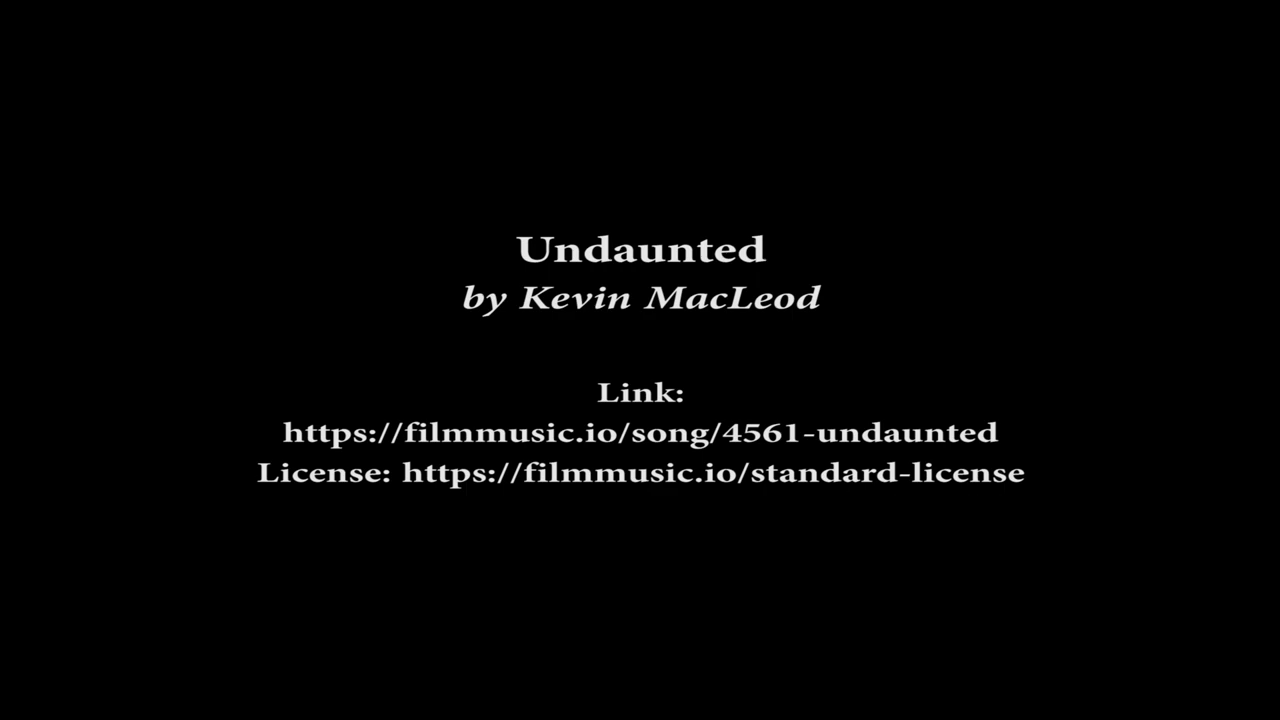 Undaunted
by Kevin MacLeod
Link:
https://filmmusic.io/song/4561-undaunted
License: https://filmmusic.io/standard-license